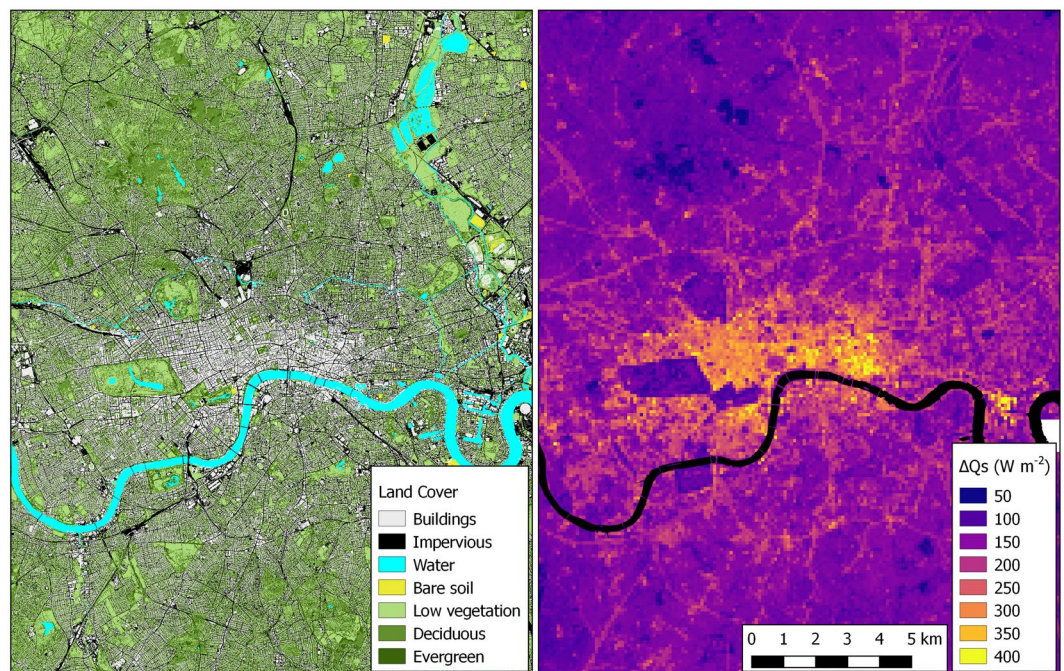 Land Cover
Buildings
Impervious
Water
Bare soil
Low vegetation
Deciduous
Evergreen
ΔQs (W m⁻²)
50
100
150
200
250
300
350
400
0 1 2 3 4 5 km